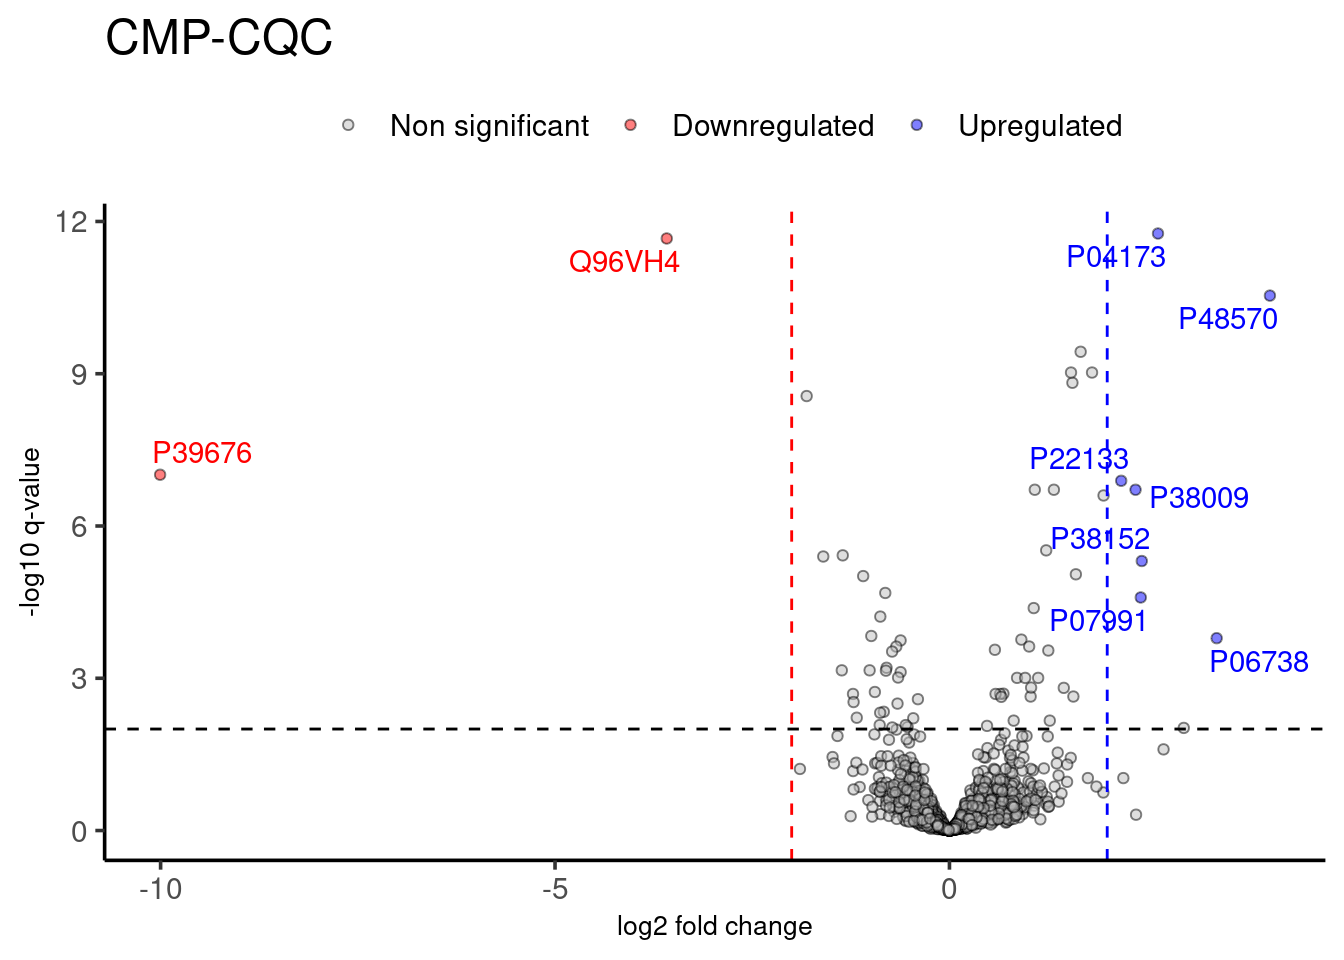 CMP-CQC
Non significant Downregulated Upregulated
12
Q96VH4
P04173
P48570
9
P39676
P22133
P38009
6
P38152
P07991
P06738
3
0
-10 -5 0
-log10 q-value
log2 fold change